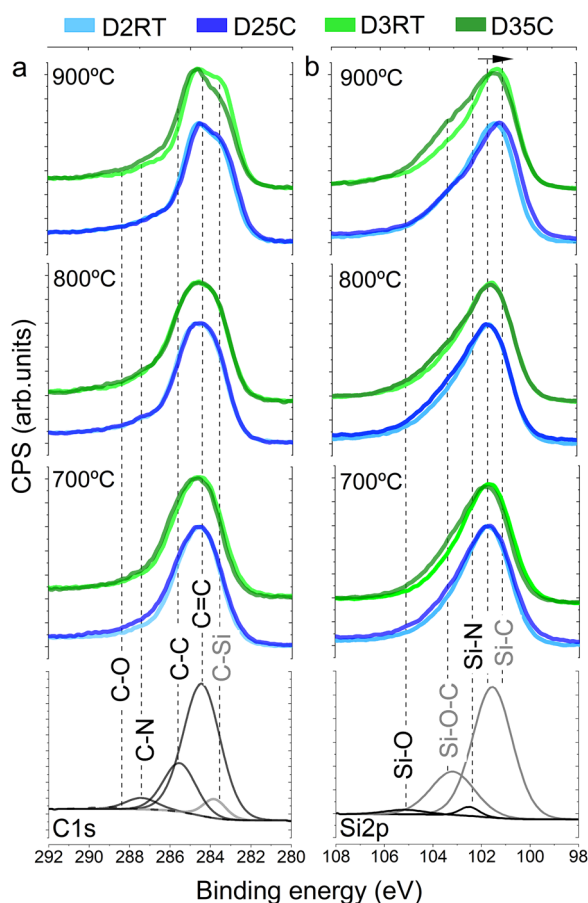 D2RT D25C D3RT D35C
a b
900ºC 900ºC
800ºC 800ºC
700ºC 700ºC
CPS (arb.units)
C-O
C-N
C-C
C=C
C-Si
Si-O
Si-O-C
Si-N
Si-C
C1s Si2p
292 290 288 286 284 282 280 108 106 104 102 100 98
Binding energy (eV)